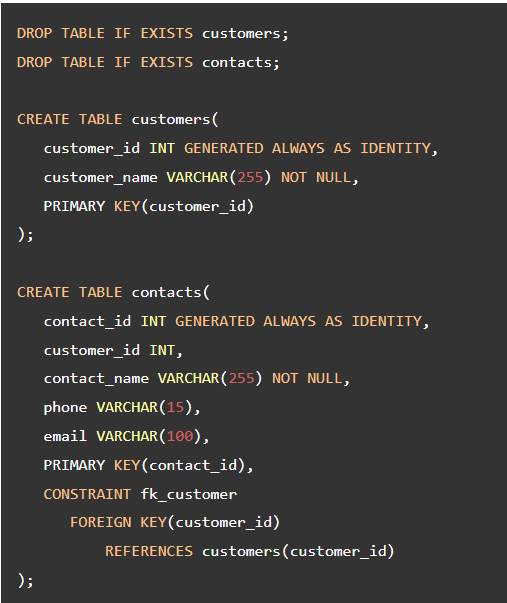 DROP TABLE IF EXISTS customers;
DROP TABLE IF EXISTS contacts;

CREATE TABLE customers(
   customer_id INT GENERATED ALWAYS AS IDENTITY,
   customer_name VARCHAR(255) NOT NULL,
   PRIMARY KEY(customer_id)
);

CREATE TABLE contacts(
   contact_id INT GENERATED ALWAYS AS IDENTITY,
   customer_id INT,
   contact_name VARCHAR(255) NOT NULL,
   phone VARCHAR(15),
   email VARCHAR(100),
   PRIMARY KEY(contact_id),
   CONSTRAINT fk_customer
      FOREIGN KEY(customer_id)
          REFERENCES customers(customer_id)
);